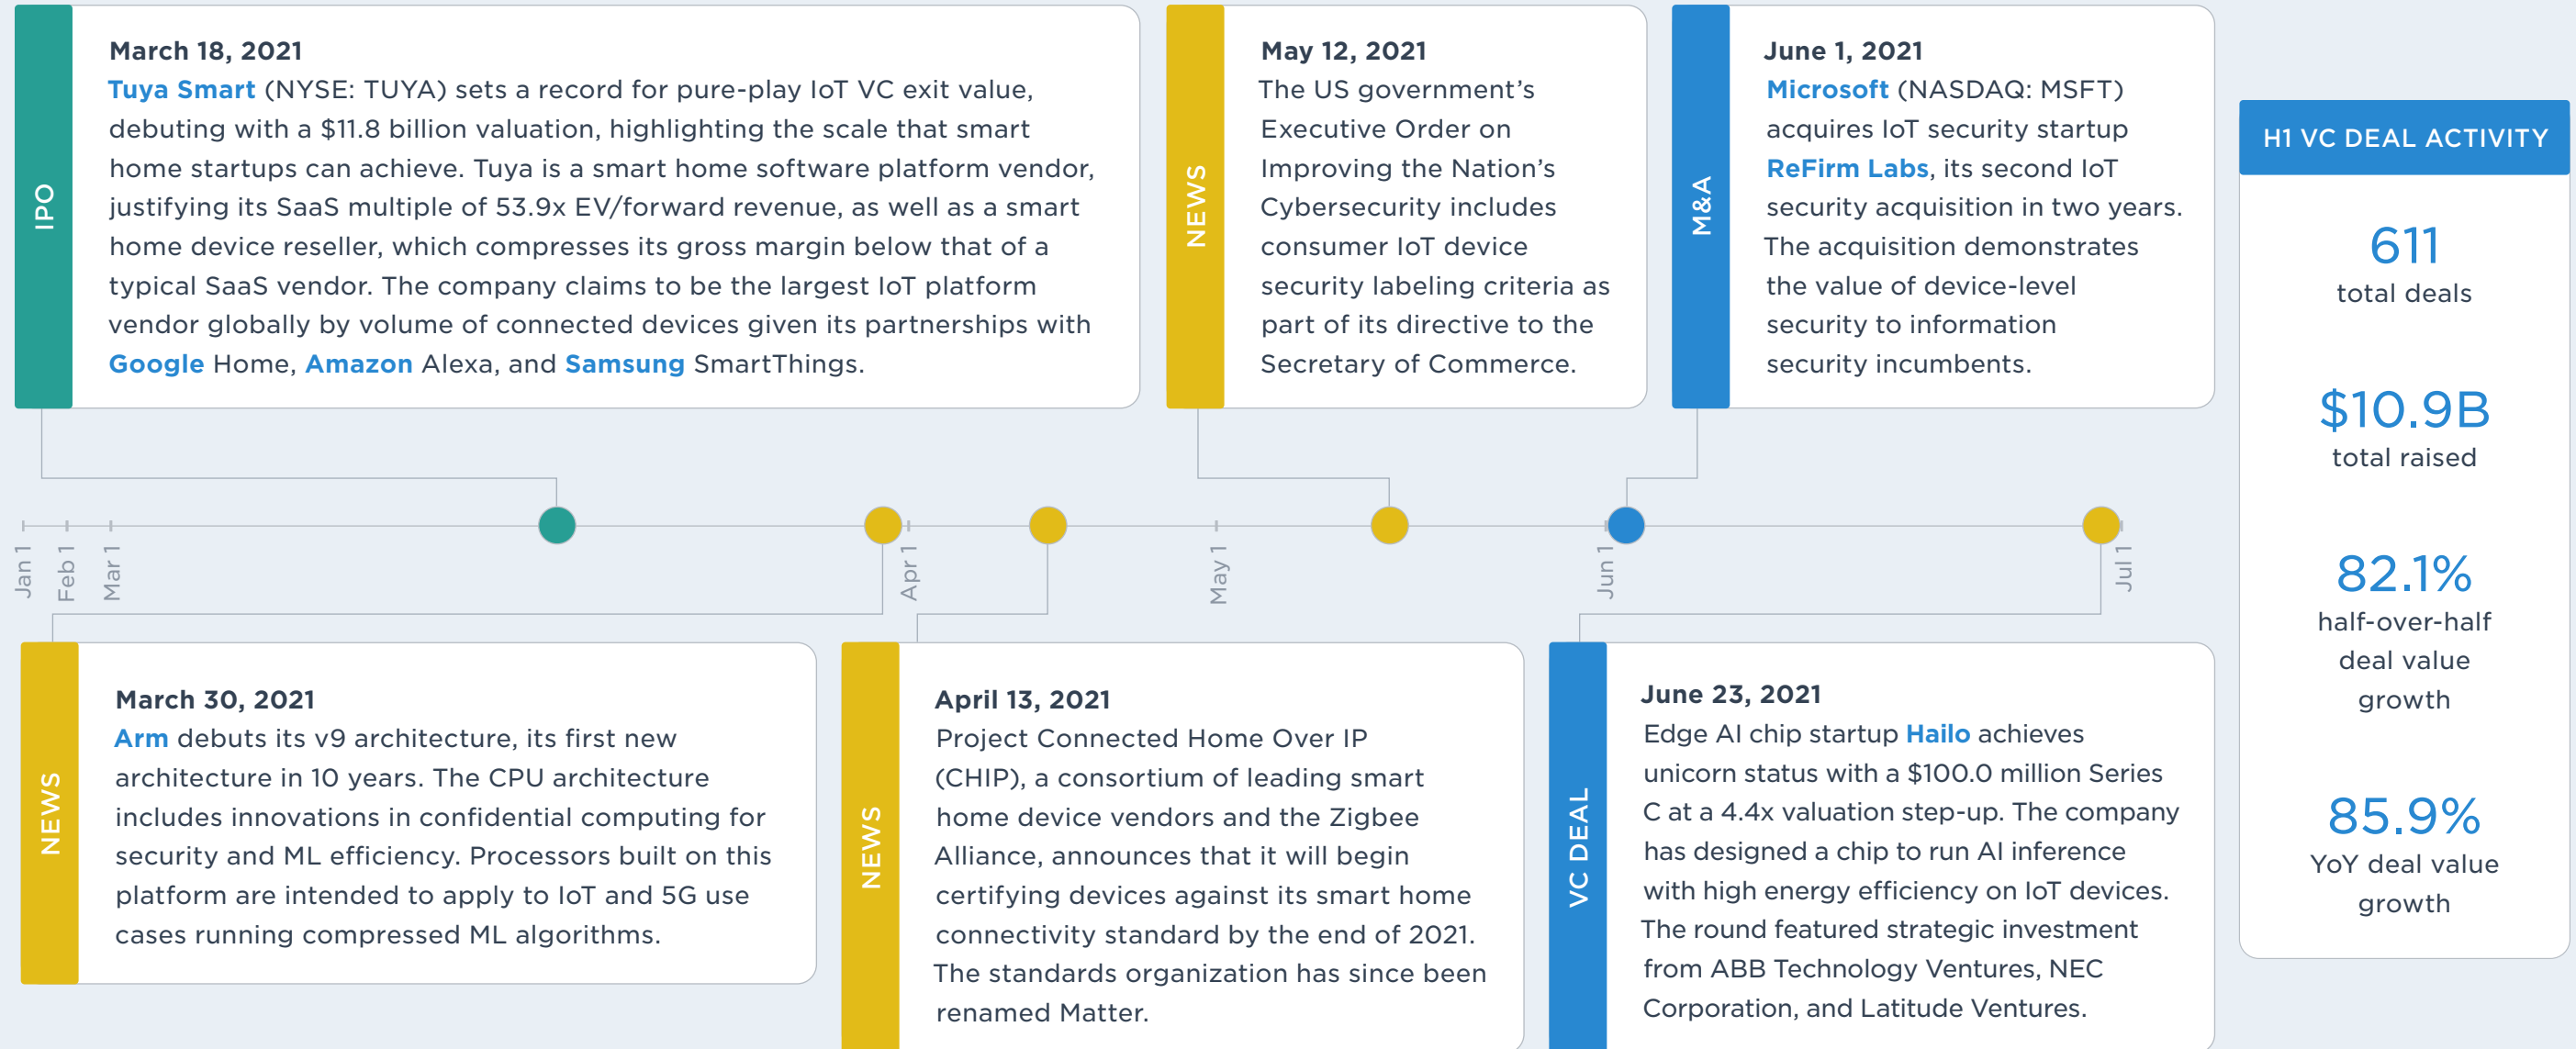 IPO
March 18, 2021
Tuya Smart (NYSE: TUYA) sets a record for pure-play IoT VC exit value,
debuting with a $11.8 billion valuation, highlighting the scale that smart
home startups can achieve. Tuya is a smart home software platform vendor,
justifying its SaaS multiple of 53.9x EV/forward revenue, as well as a smart
home device reseller, which compresses its gross margin below that of a
typical SaaS vendor. The company claims to be the largest IoT platform
vendor globally by volume of connected devices given its partnerships with
Google Home, Amazon Alexa, and Samsung SmartThings.
NEWS
May 12, 2021
The US government's
Executive Order on
Improving the Nation's
Cybersecurity includes
consumer IoT device
security labeling criteria as
part of its directive to the
Secretary of Commerce.
M&A
June 1, 2021
Microsoft (NASDAQ: MSFT)
acquires IoT security startup
ReFirm Labs, its second IoT
security acquisition in two years.
The acquisition demonstrates
the value of device-level
security to information
security incumbents.
Jan 1
Feb 1
Mar 1
Apr 1
May 1
Jun 1
Jul 1
NEWS
March 30, 2021
Arm debuts its v9 architecture, its first new
architecture in 10 years. The CPU architecture
includes innovations in confidential computing for
security and ML efficiency. Processors built on this
platform are intended to apply to IoT and 5G use
cases running compressed ML algorithms.
NEWS
April 13, 2021
Project Connected Home Over IP
(CHIP), a consortium of leading smart
home device vendors and the Zigbee
Alliance, announces that it will begin
certifying devices against its smart home
connectivity standard by the end of 2021.
The standards organization has since been
renamed Matter.
VC DEAL
June 23, 2021
Edge AI chip startup Hailo achieves
unicorn status with a $100.0 million Series
C at a 4.4x valuation step-up. The company
has designed a chip to run AI inference
with high energy efficiency on IoT devices.
The round featured strategic investment
from ABB Technology Ventures, NEC
Corporation, and Latitude Ventures.
H1 VC DEAL ACTIVITY
611
total deals
$10.9B
total raised
82.1%
half-over-half
deal value
growth
85.9%
YoY deal value
growth